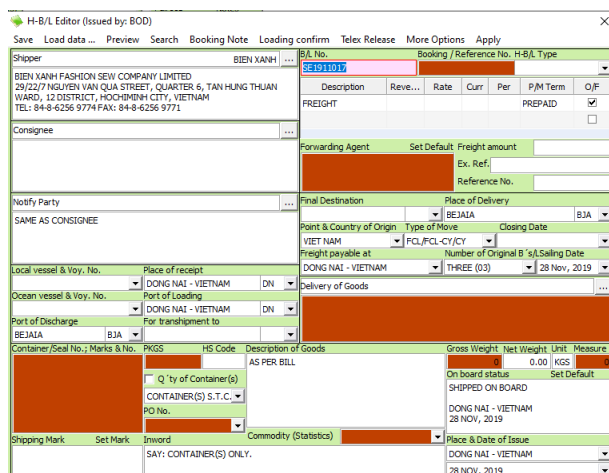 H-B/L Editor (Issued by: BOD)
Save Load data ... Preview Search Booking Note Loading confirm Telex Release More Options Apply
Shipper BIEN XANH ...
BIEN XANH FASHION SEW COMPANY LIMITED
29/22/7 NGUYEN VAN QUA STREET, QUARTER 6, TAN HUNG THUAN
WARD, 12 DISTRICT, HOCHIMINH CITY, VIETNAM
TEL: 84-8-6256 9774 FAX: 84-8-6256 9771
B/L No. Booking / Reference No. H-B/L Type
SE1911017
Description Reve... Rate Curr Per P/M Term O/F
FREIGHT PREPAID
Consignee ...
Forwarding Agent Set Default Freight amount
Ex. Ref.
Reference No.
Notify Party ...
SAME AS CONSIGNEE
Final Destination Place of Delivery
BEJAIA BJA
Point & Country of Origin Type of Move Closing Date
VIET NAM FCL/FCL-CY/CY
Freight payable at Number of Original B´s/L Sailing Date
DONG NAI - VIETNAM THREE (03) 28 Nov, 2019
Local vessel & Voy. No. Place of receipt
DONG NAI - VIETNAM DN
Ocean vessel & Voy. No. Port of Loading
DONG NAI - VIETNAM DN
Port of Discharge For transhipment to
BEJAIA BJA
Delivery of Goods ...
Container/Seal No.; Marks & No. PKGS HS Code Description of Goods Gross Weight Net Weight Unit Measure
AS PER BILL 0 0.00 KGS 0
Q´ty of Container(s)
CONTAINER(S) S.T.C.
PO No.
On board status Set Default
SHIPPED ON BOARD
DONG NAI - VIETNAM
28 NOV, 2019
Shipping Mark Set Mark Inword Commodity (Statistics)
SAY: CONTAINER(S) ONLY.
Place & Date of Issue
DONG NAI - VIETNAM
28 NOV, 2019